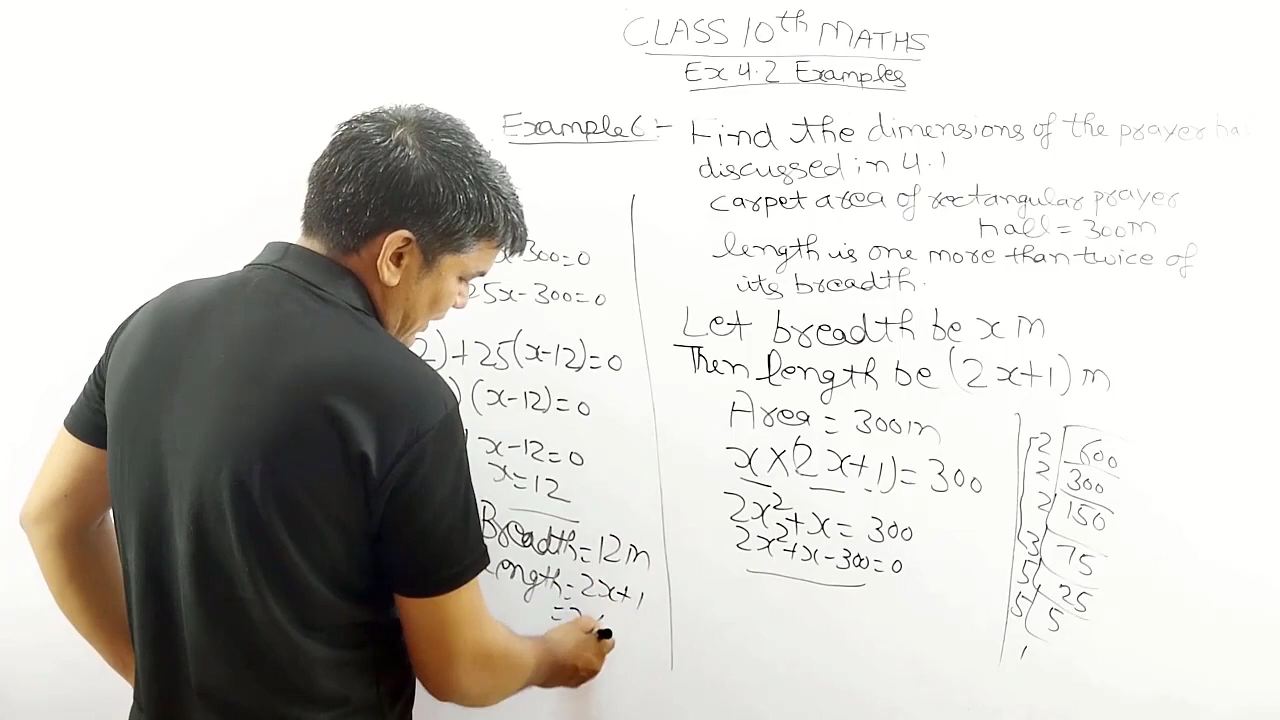 CLASS 10th MATHS
Ex 4.2 Examples
Example 6:- Find the dimensions of the prayer hal
discussed in 4.1
carpet area of rectangular prayer
hall = 300m
length is one more than twice of
its breadth.
Let breadth be x m
Then length be (2x+1) m
Area = 300m
x×(2x+1) = 300
2x²+x = 300
2x²+x-300=0
2 600
2 300
2 150
3 75
5 25
5 5
1
-300=0
25x-300=0
2)+25(x-12)=0
) (x-12)=0
x-12=0
x=12
Breadth=12m
Length=2x+1
=2